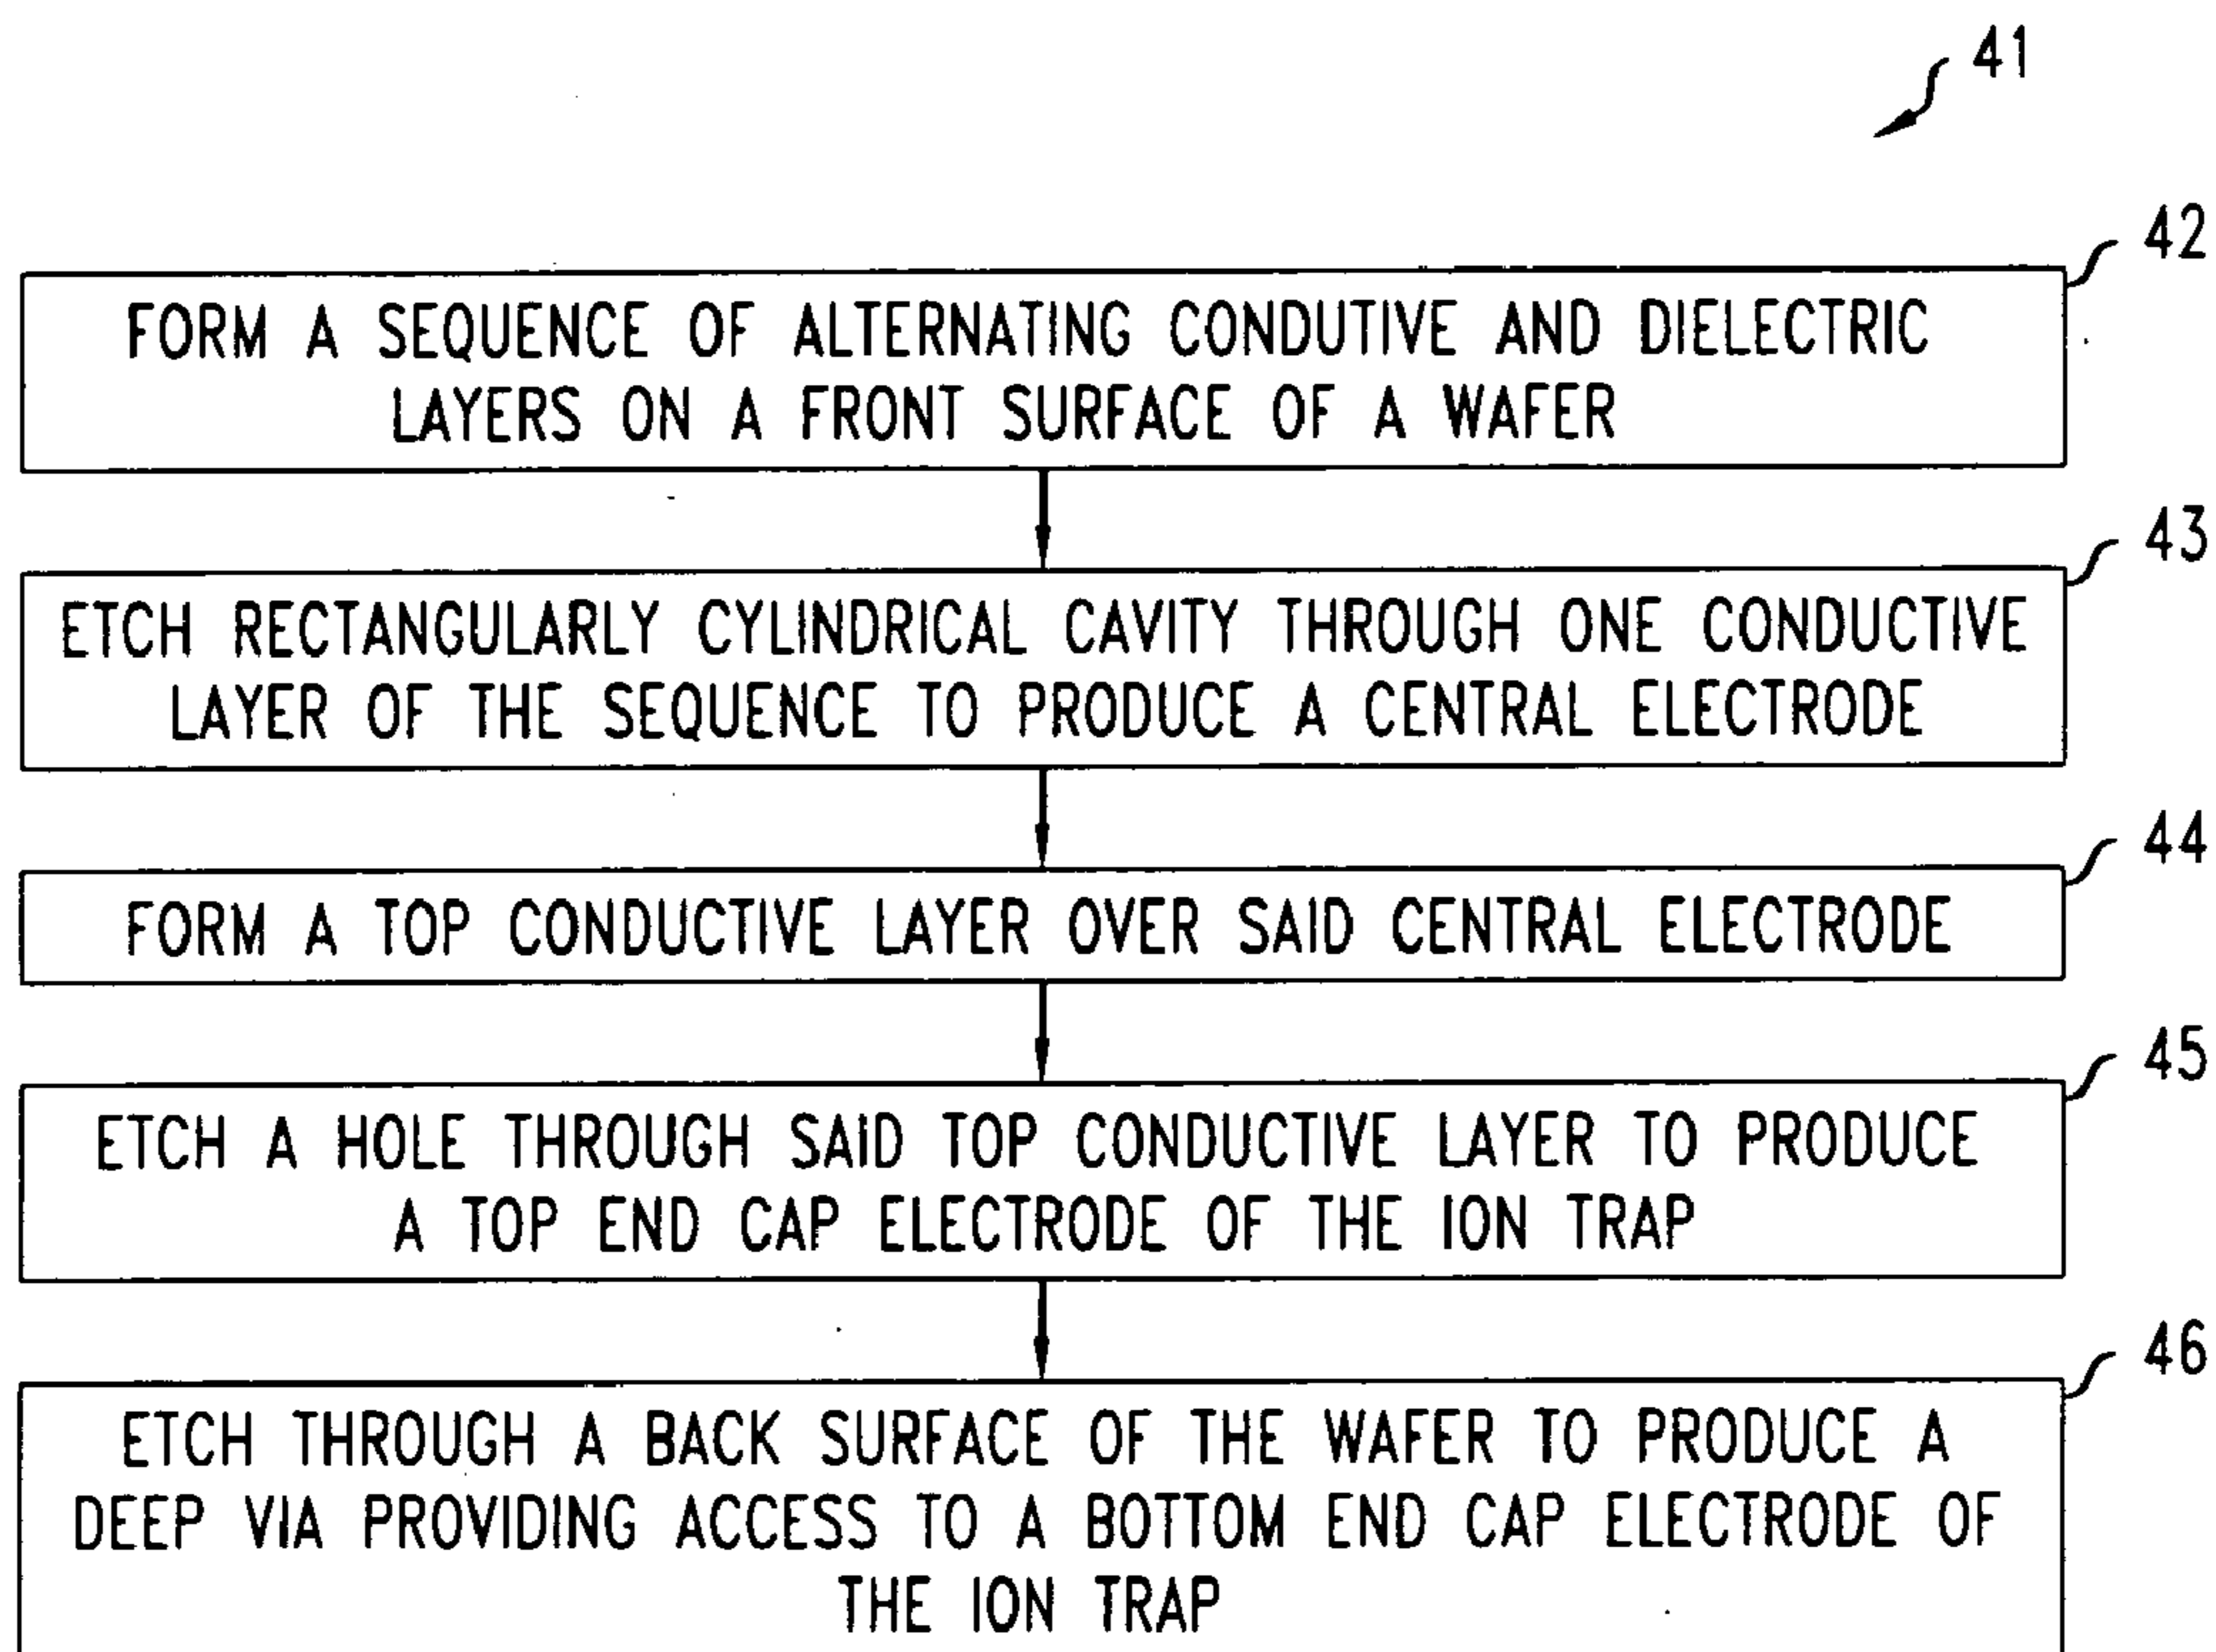 41
42
FORM A SEQUENCE OF ALTERNATING CONDUTIVE AND DIELECTRIC
LAYERS ON A FRONT SURFACE OF A WAFER
43
ETCH RECTANGULARLY CYLINDRICAL CAVITY THROUGH ONE CONDUCTIVE
LAYER OF THE SEQUENCE TO PRODUCE A CENTRAL ELECTRODE
44
FORM A TOP CONDUCTIVE LAYER OVER SAID CENTRAL ELECTRODE
45
ETCH A HOLE THROUGH SAID TOP CONDUCTIVE LAYER TO PRODUCE
A TOP END CAP ELECTRODE OF THE ION TRAP
46
ETCH THROUGH A BACK SURFACE OF THE WAFER TO PRODUCE A
DEEP VIA PROVIDING ACCESS TO A BOTTOM END CAP ELECTRODE OF
THE ION TRAP